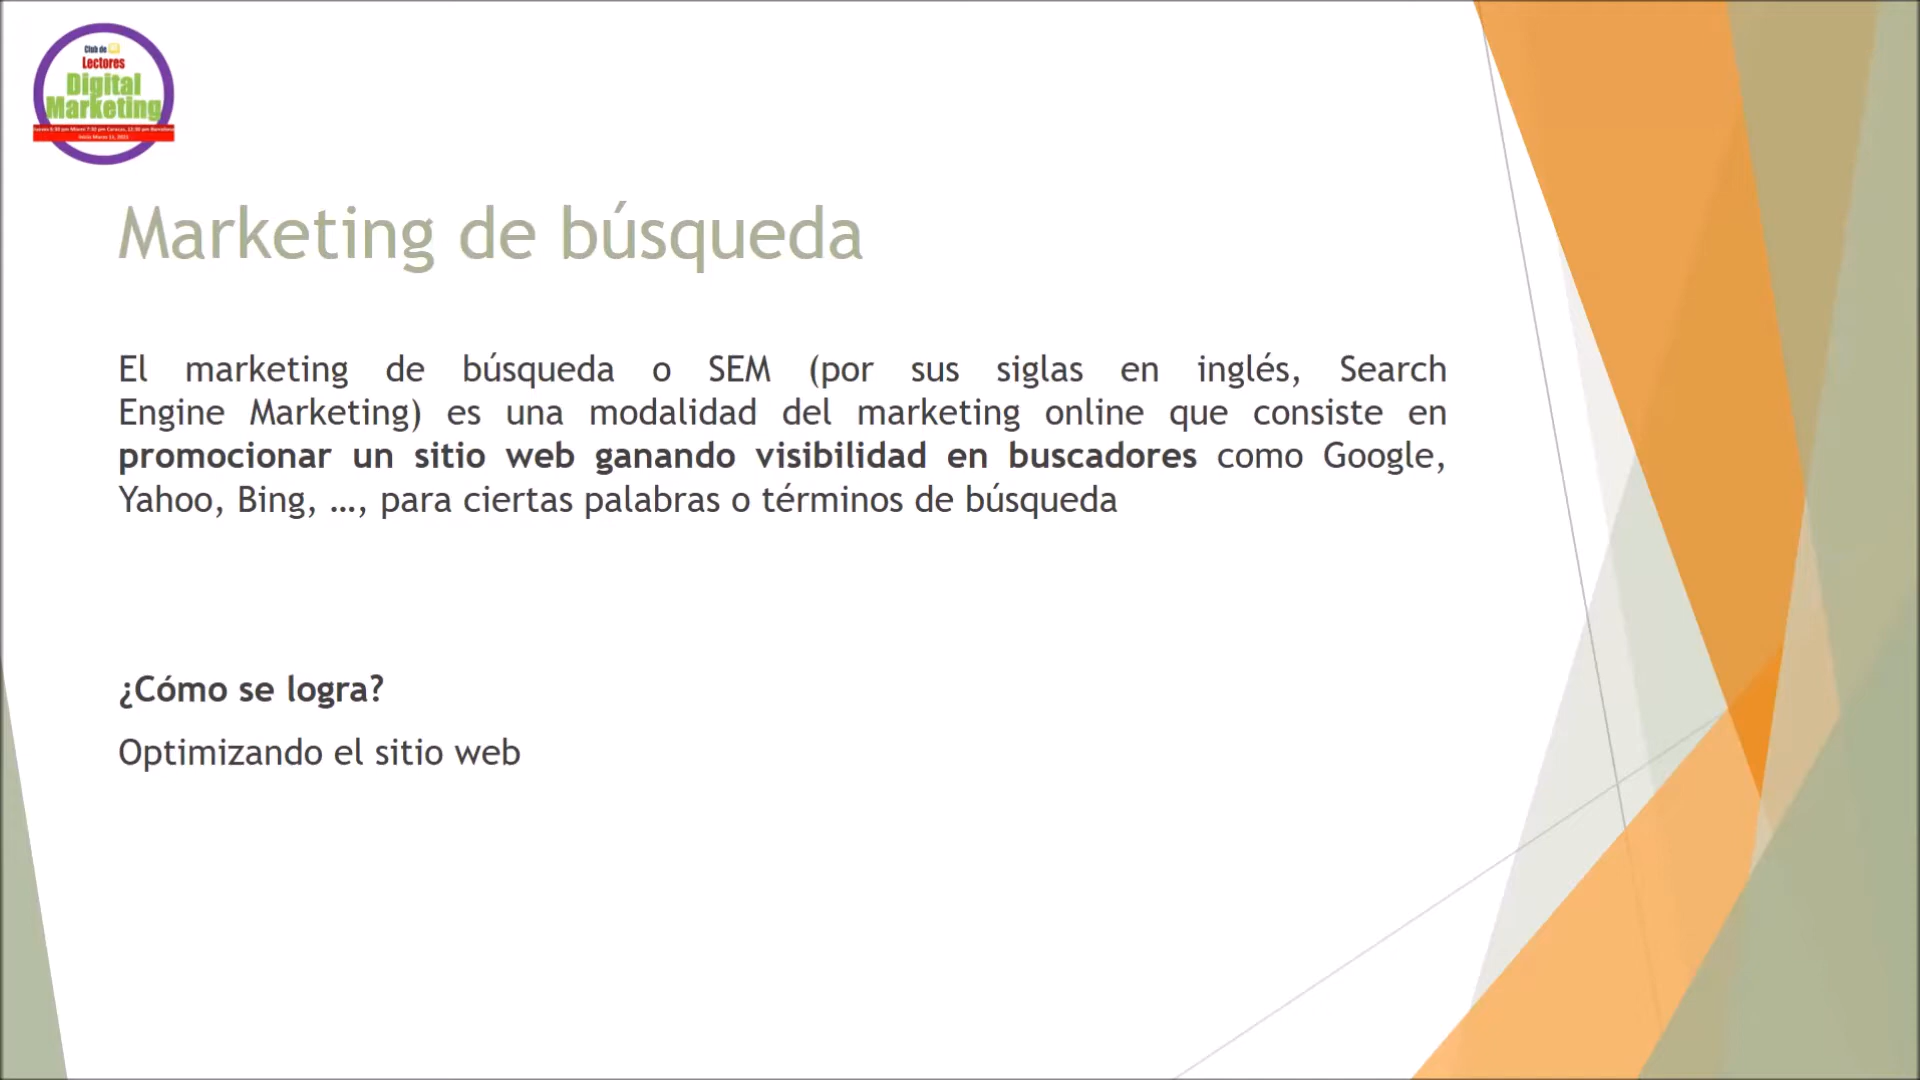 Club de
Lectores
Digital
Marketing
Marketing de búsqueda
El marketing de búsqueda o SEM (por sus siglas en inglés, Search
Engine Marketing) es una modalidad del marketing online que consiste en
promocionar un sitio web ganando visibilidad en buscadores como Google,
Yahoo, Bing, …, para ciertas palabras o términos de búsqueda
¿Cómo se logra?
Optimizando el sitio web